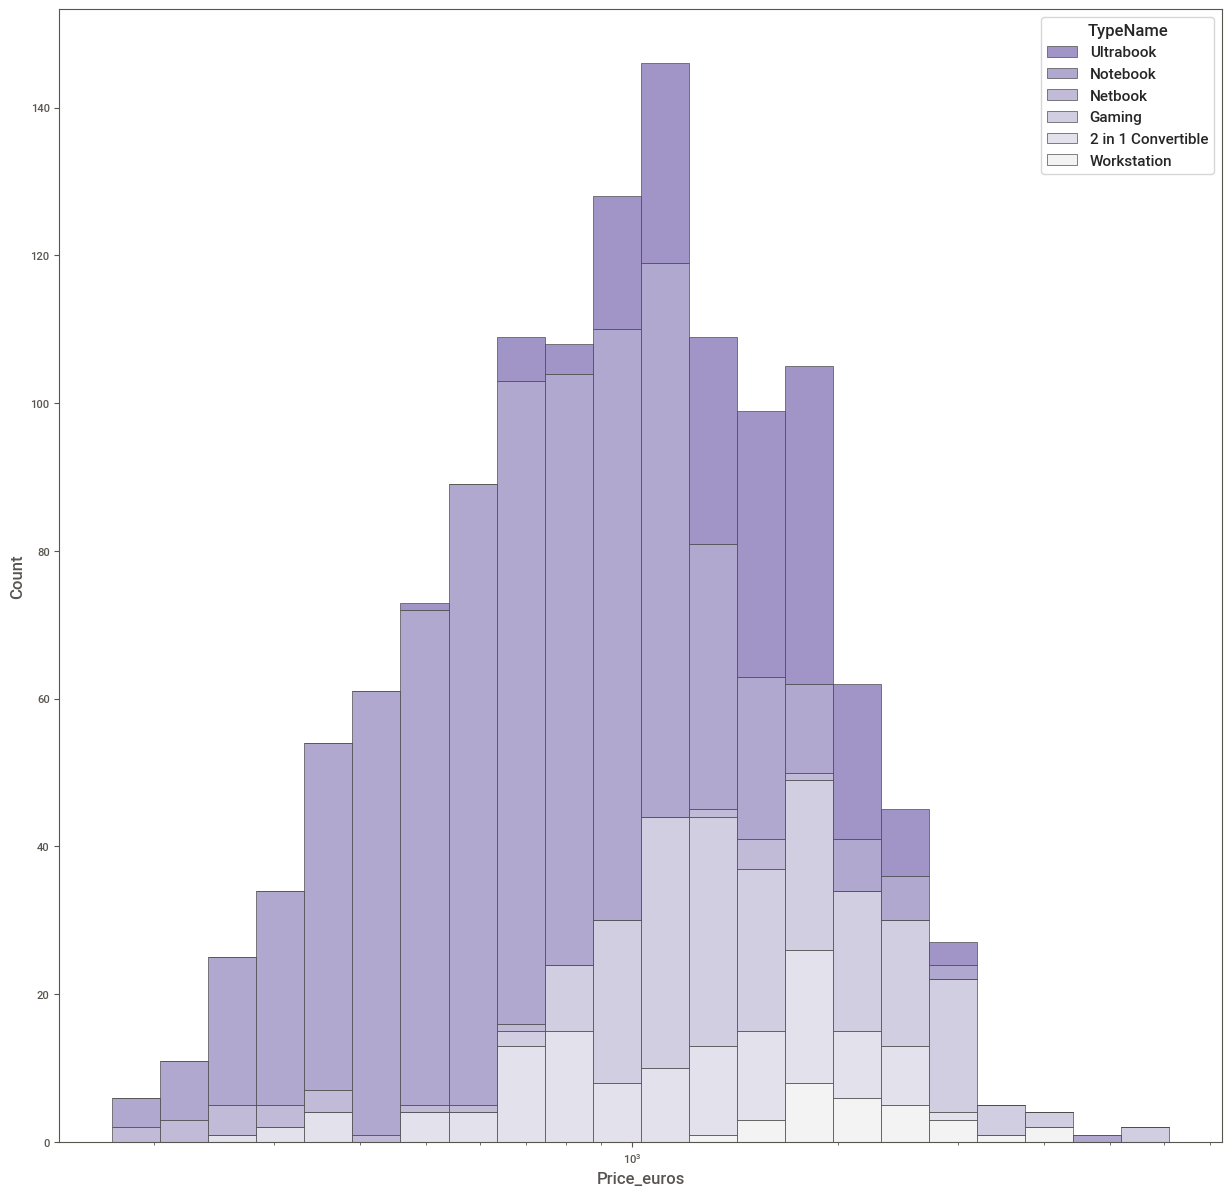 TypeName
Ultrabook
Notebook
Netbook
Gaming
2 in 1 Convertible
Workstation
140
120
100
80
60
40
20
0
Count
10³
Price_euros